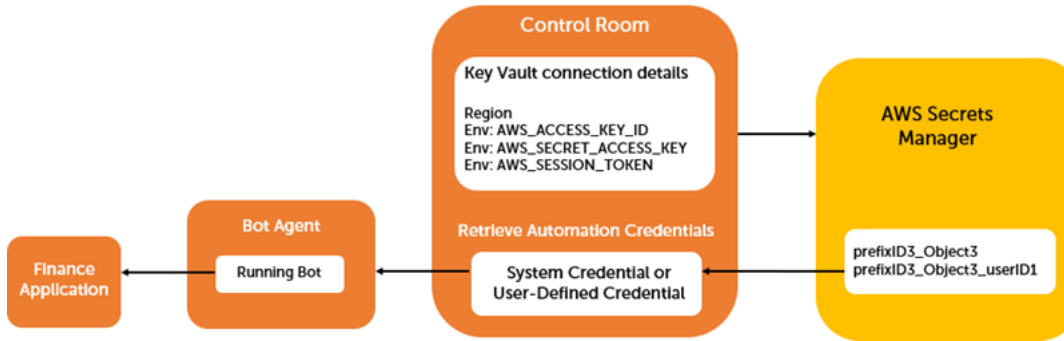 Control Room
Key Vault connection details
Region
Env: AWS_ACCESS_KEY_ID
Env: AWS_SECRET_ACCESS_KEY
Env: AWS_SESSION_TOKEN
AWS Secrets
Manager
Bot Agent
Running Bot
Retrieve Automation Credentials
System Credential or
User-Defined Credential
prefixID3_Object3
prefixID3_Object3_userID1
Finance
Application